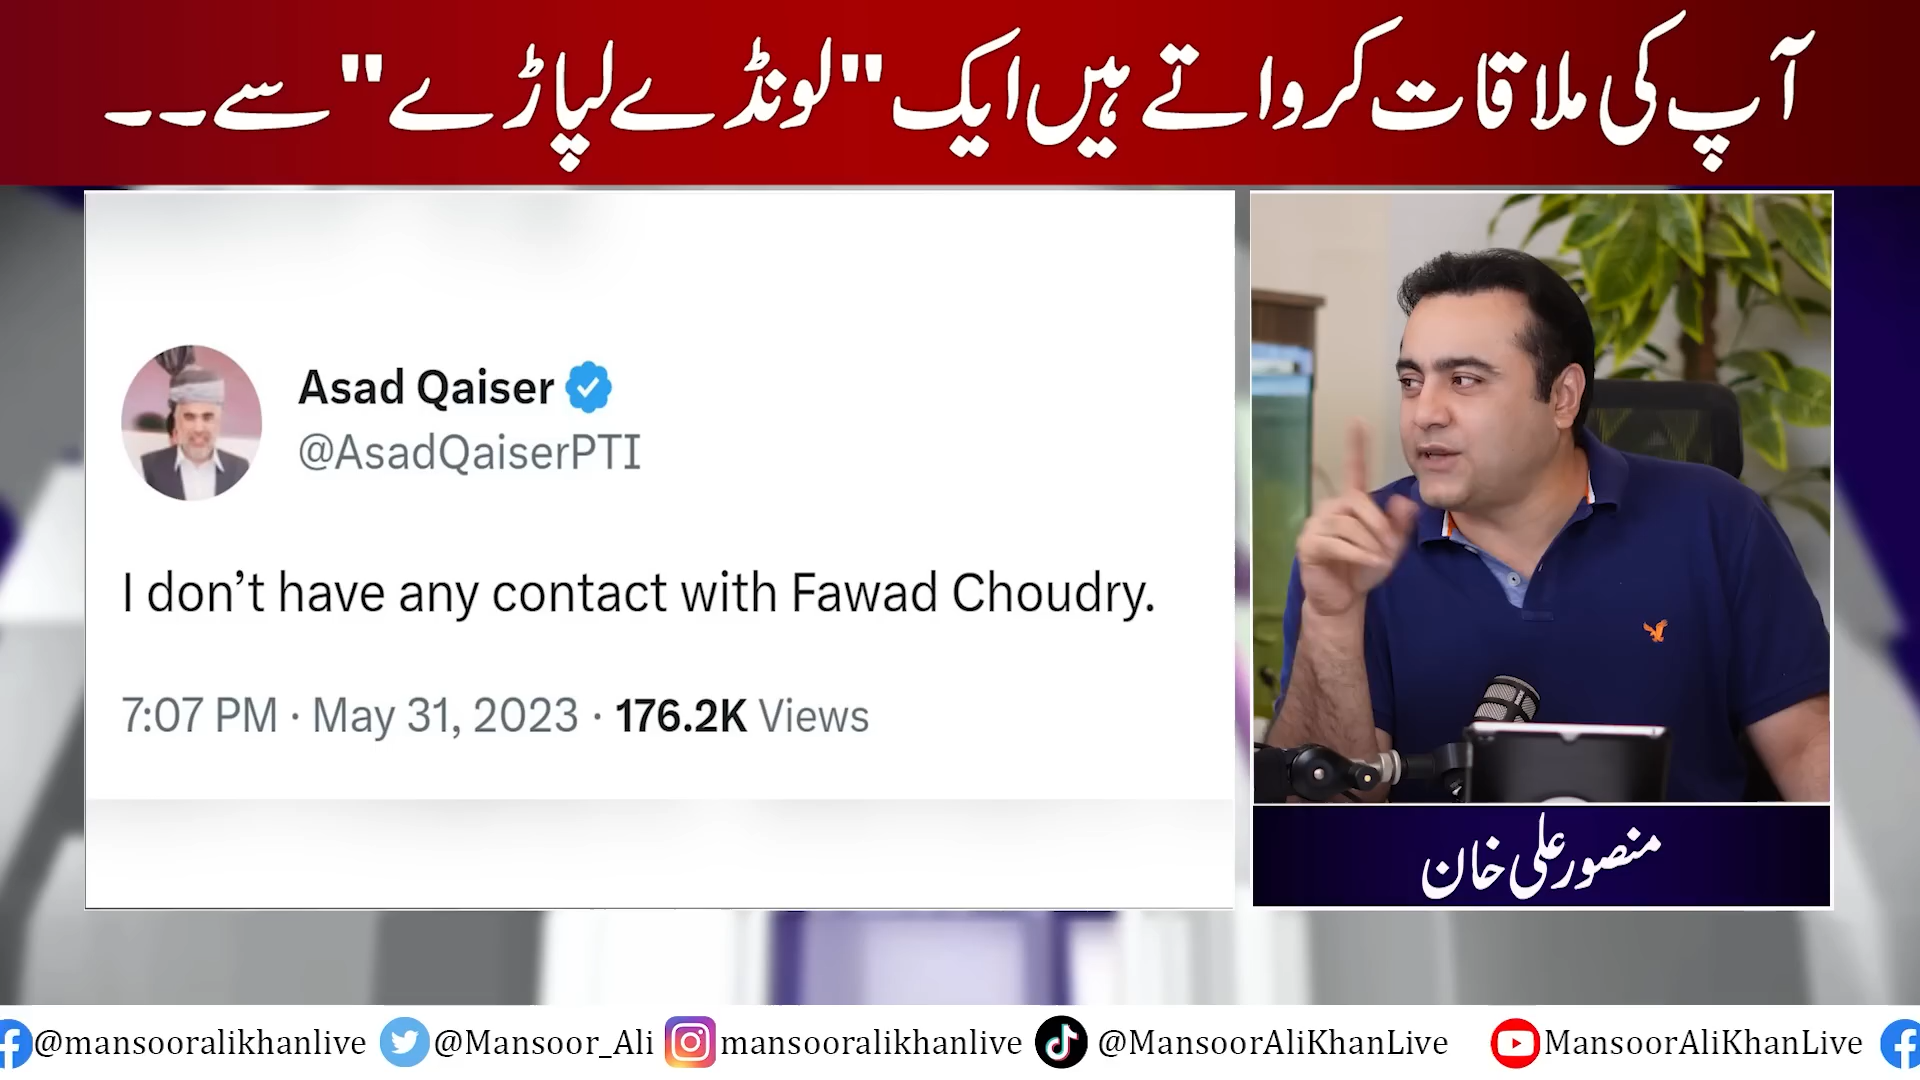 آپ کی ملاقات کرواتے ہیں ایک "لونڈے لپاڑے" سے۔۔
Asad Qaiser
@AsadQaiserPTI
I don’t have any contact with Fawad Choudry.
7:07 PM · May 31, 2023 · 176.2K Views
منصور علی خان
@mansooralikhanlive @Mansoor_Ali mansooralikhanlive @MansoorAliKhanLive MansoorAliKhanLive